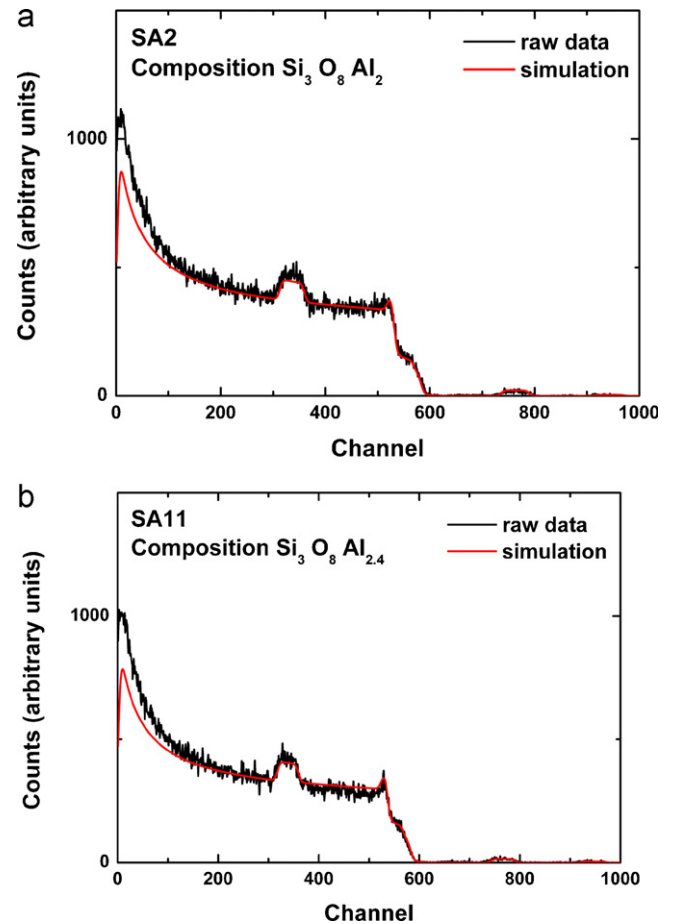 a
SA2
Composition Si₃ O₈ Al₂
raw data
simulation
Counts (arbitrary units)
1000
0
0 200 400 600 800 1000
Channel
b
SA11
Composition Si₃ O₈ Al₂.₄
raw data
simulation
Counts (arbitrary units)
1000
0
0 200 400 600 800 1000
Channel